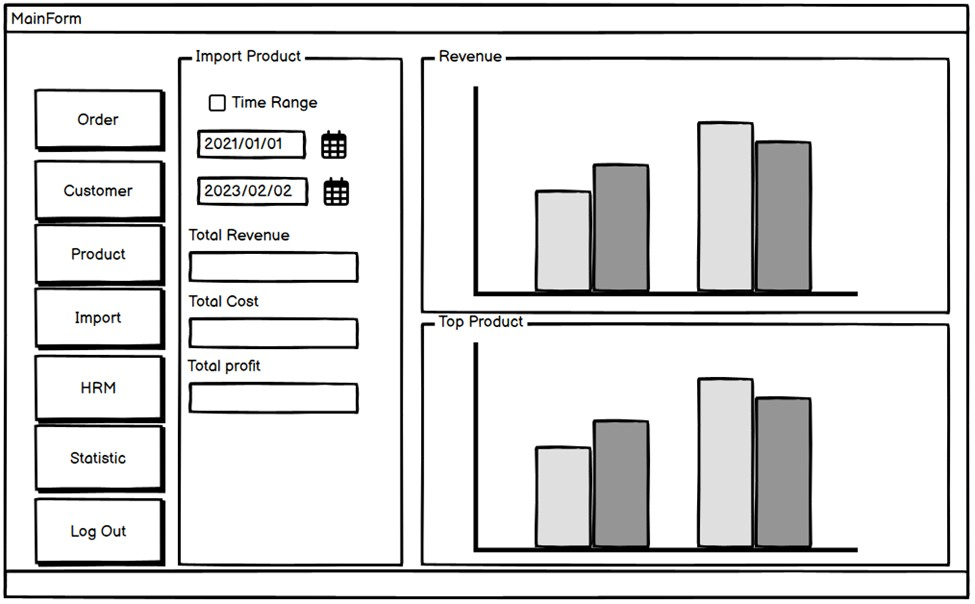 MainForm
Order
Customer
Product
Import
HRM
Statistic
Log Out
Import Product
Time Range
2021/01/01
2023/02/02
Total Revenue
Total Cost
Total profit
Revenue
Top Product